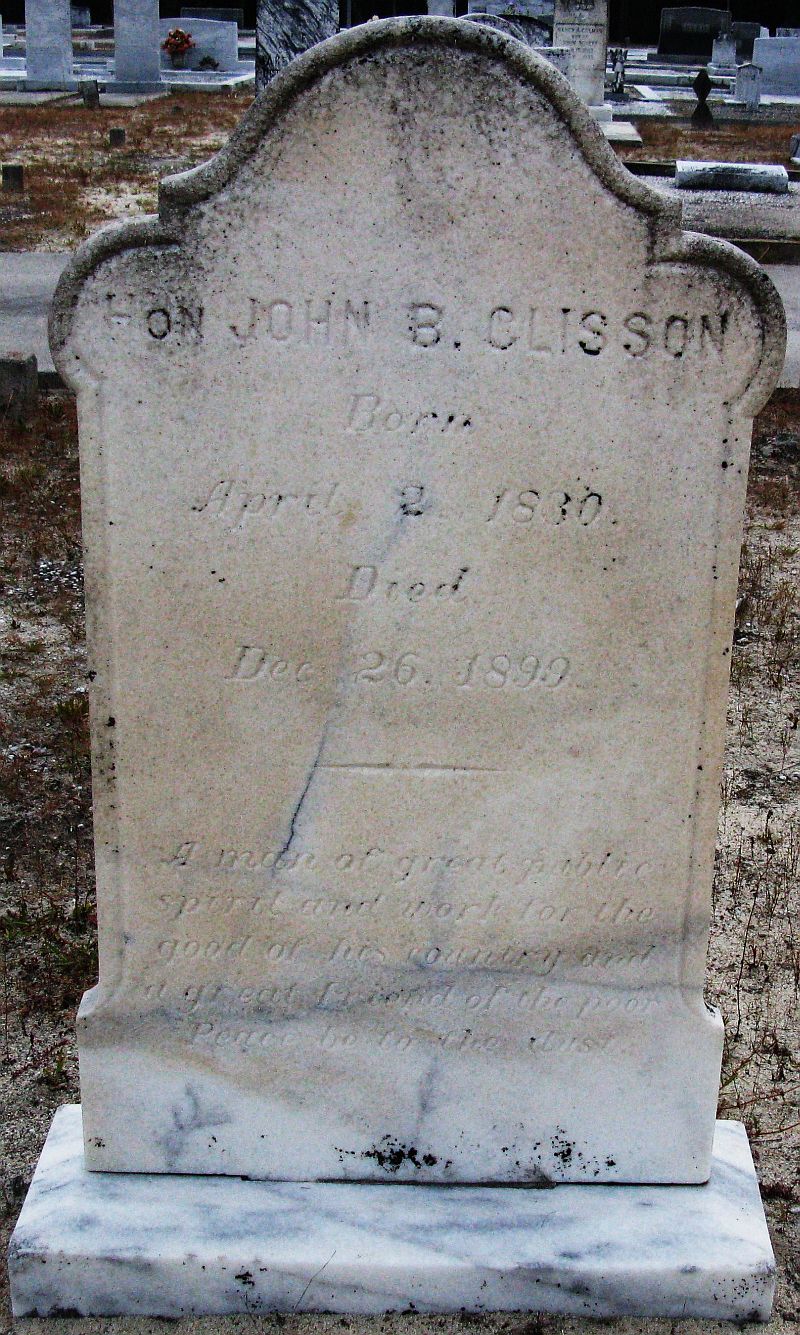 HON JOHN B. CLISSON
Born
April 2 1830.
Died
Dec 26. 1899
A man of great public
spirit and work for the
good of his country and
a great friend of the poor
Peace be to the dust.